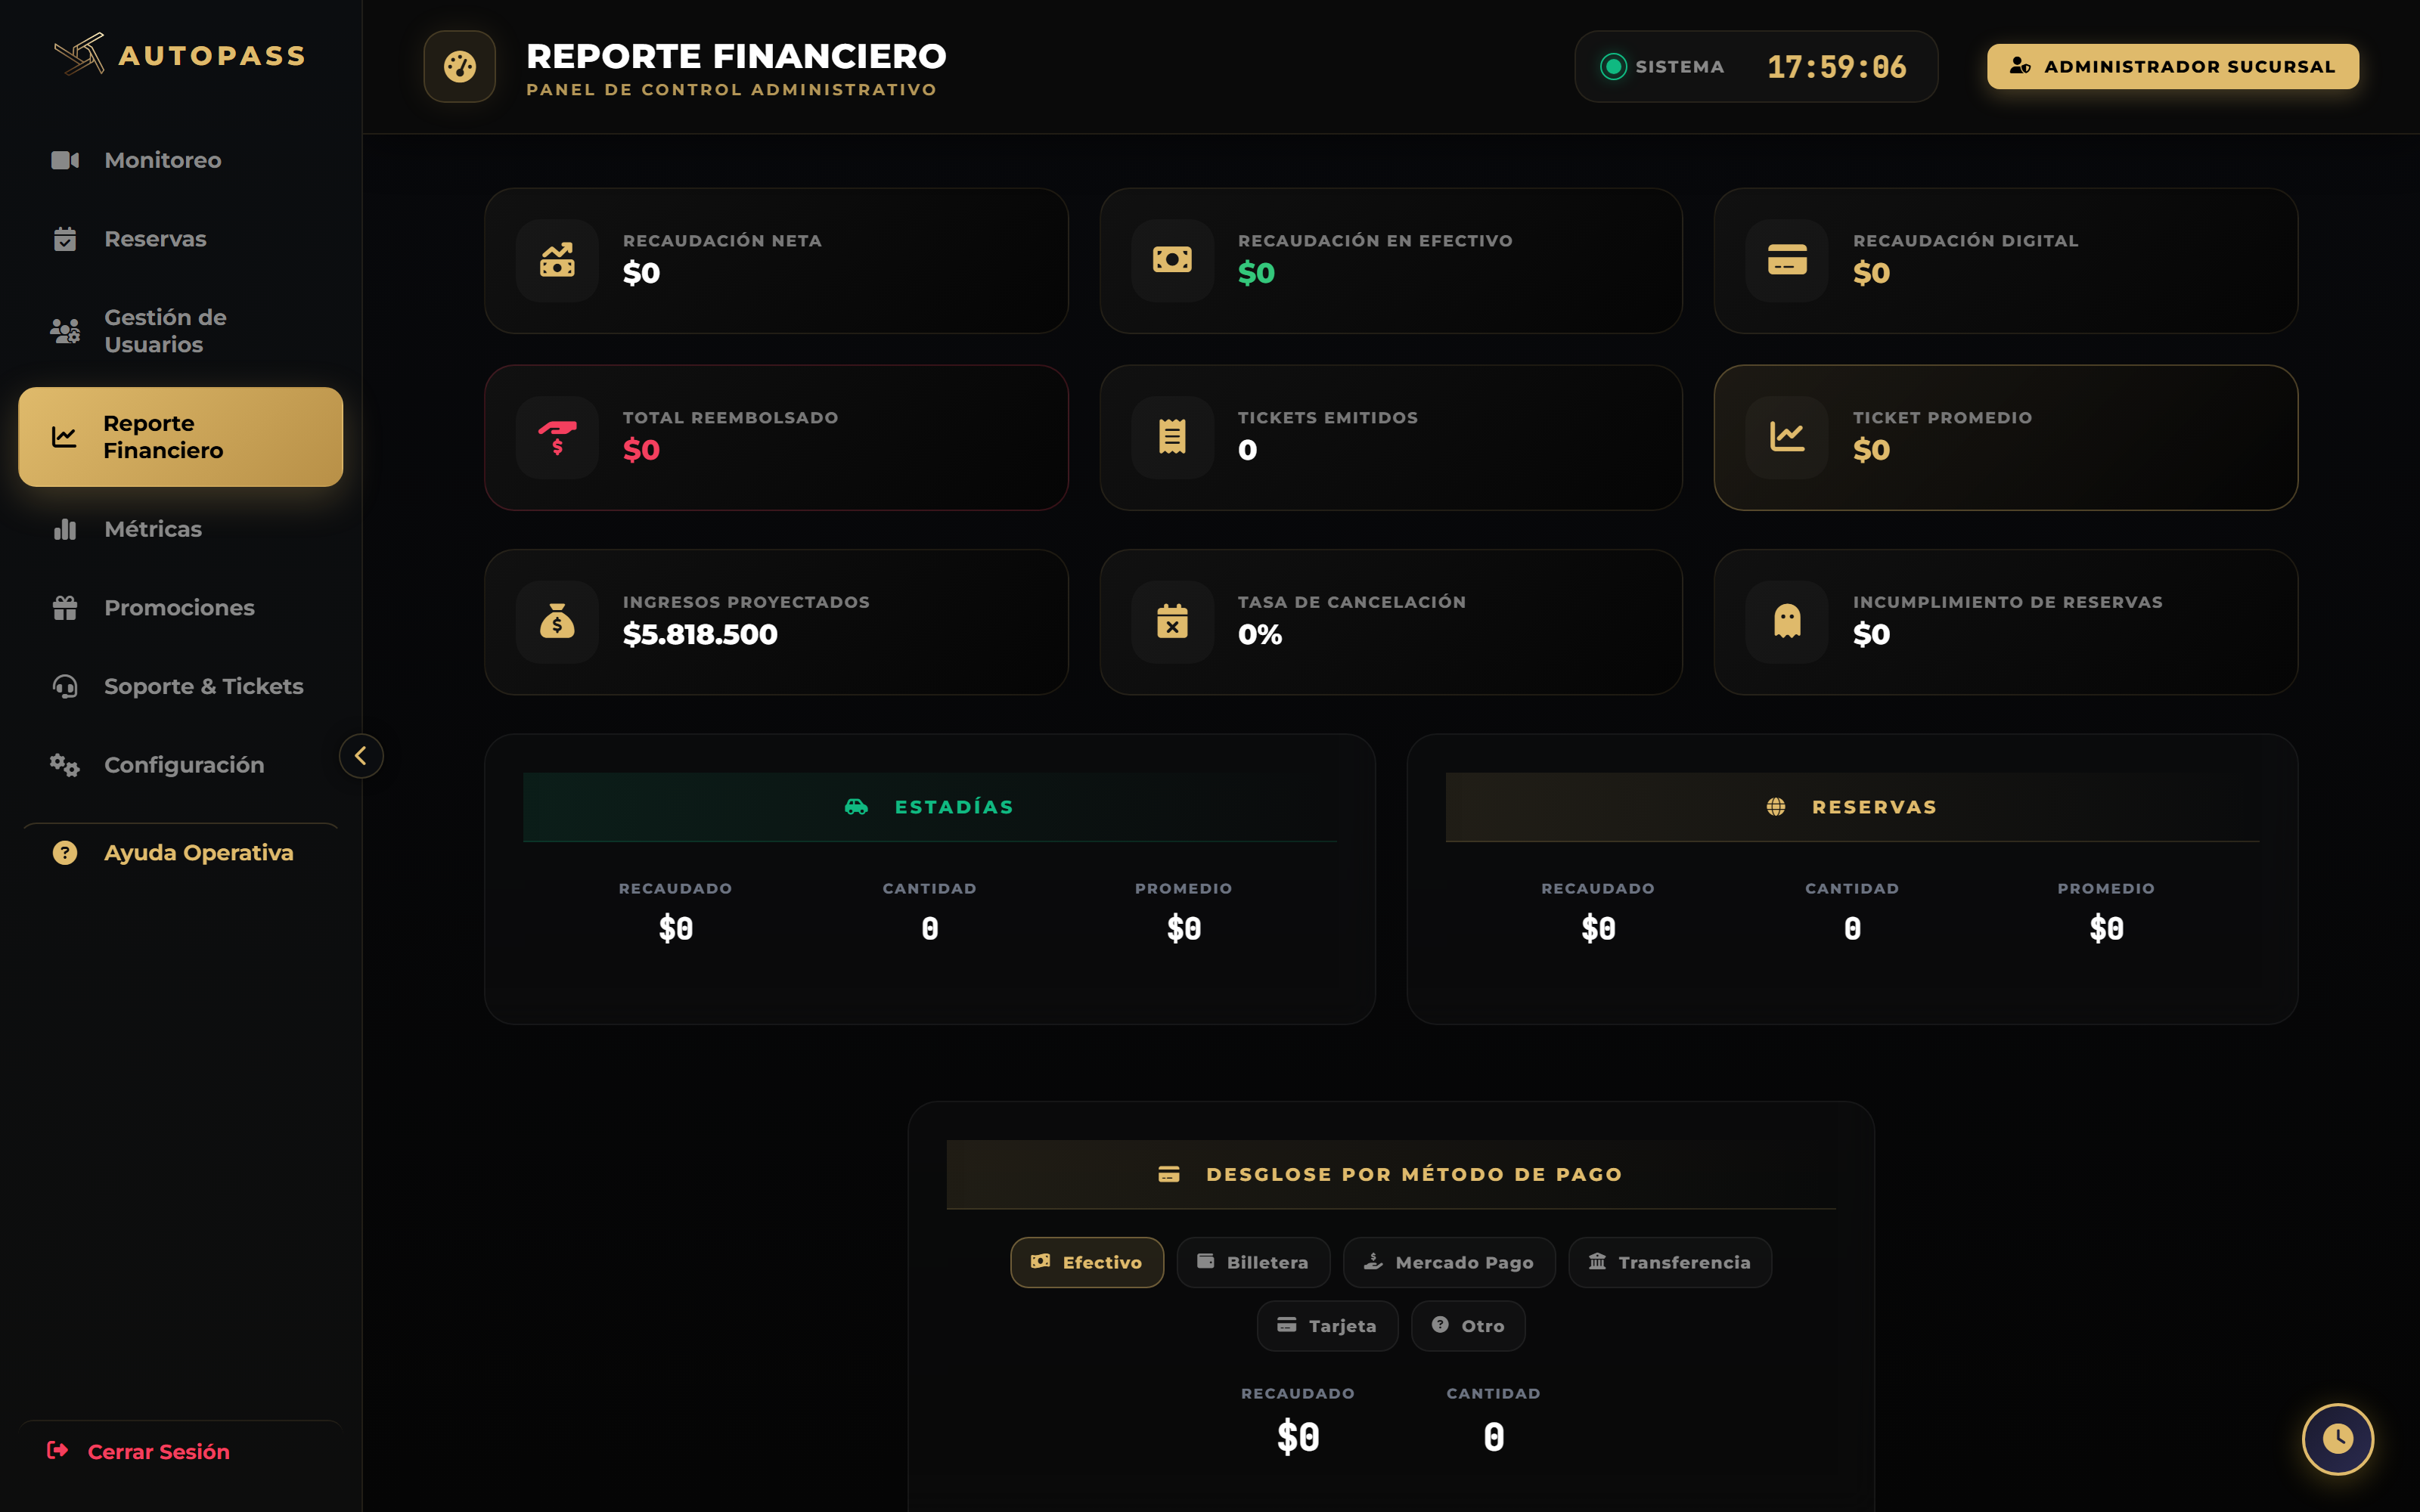 AUTOPASS
Monitoreo
Reservas
Gestión de
Usuarios
Reporte
Financiero
Métricas
Promociones
Soporte & Tickets
Configuración
Ayuda Operativa
Cerrar Sesión
REPORTE FINANCIERO
PANEL DE CONTROL ADMINISTRATIVO
SISTEMA 17:59:06
ADMINISTRADOR SUCURSAL
RECAUDACIÓN NETA
$0
RECAUDACIÓN EN EFECTIVO
$0
RECAUDACIÓN DIGITAL
$0
TOTAL REEMBOLSADO
$0
TICKETS EMITIDOS
0
TICKET PROMEDIO
$0
INGRESOS PROYECTADOS
$5.818.500
TASA DE CANCELACIÓN
0%
INCUMPLIMIENTO DE RESERVAS
$0
ESTADÍAS
RECAUDADO CANTIDAD PROMEDIO
$0 0 $0
RESERVAS
RECAUDADO CANTIDAD PROMEDIO
$0 0 $0
DESGLOSE POR MÉTODO DE PAGO
Efectivo Billetera Mercado Pago Transferencia
Tarjeta Otro
RECAUDADO CANTIDAD
$0 0